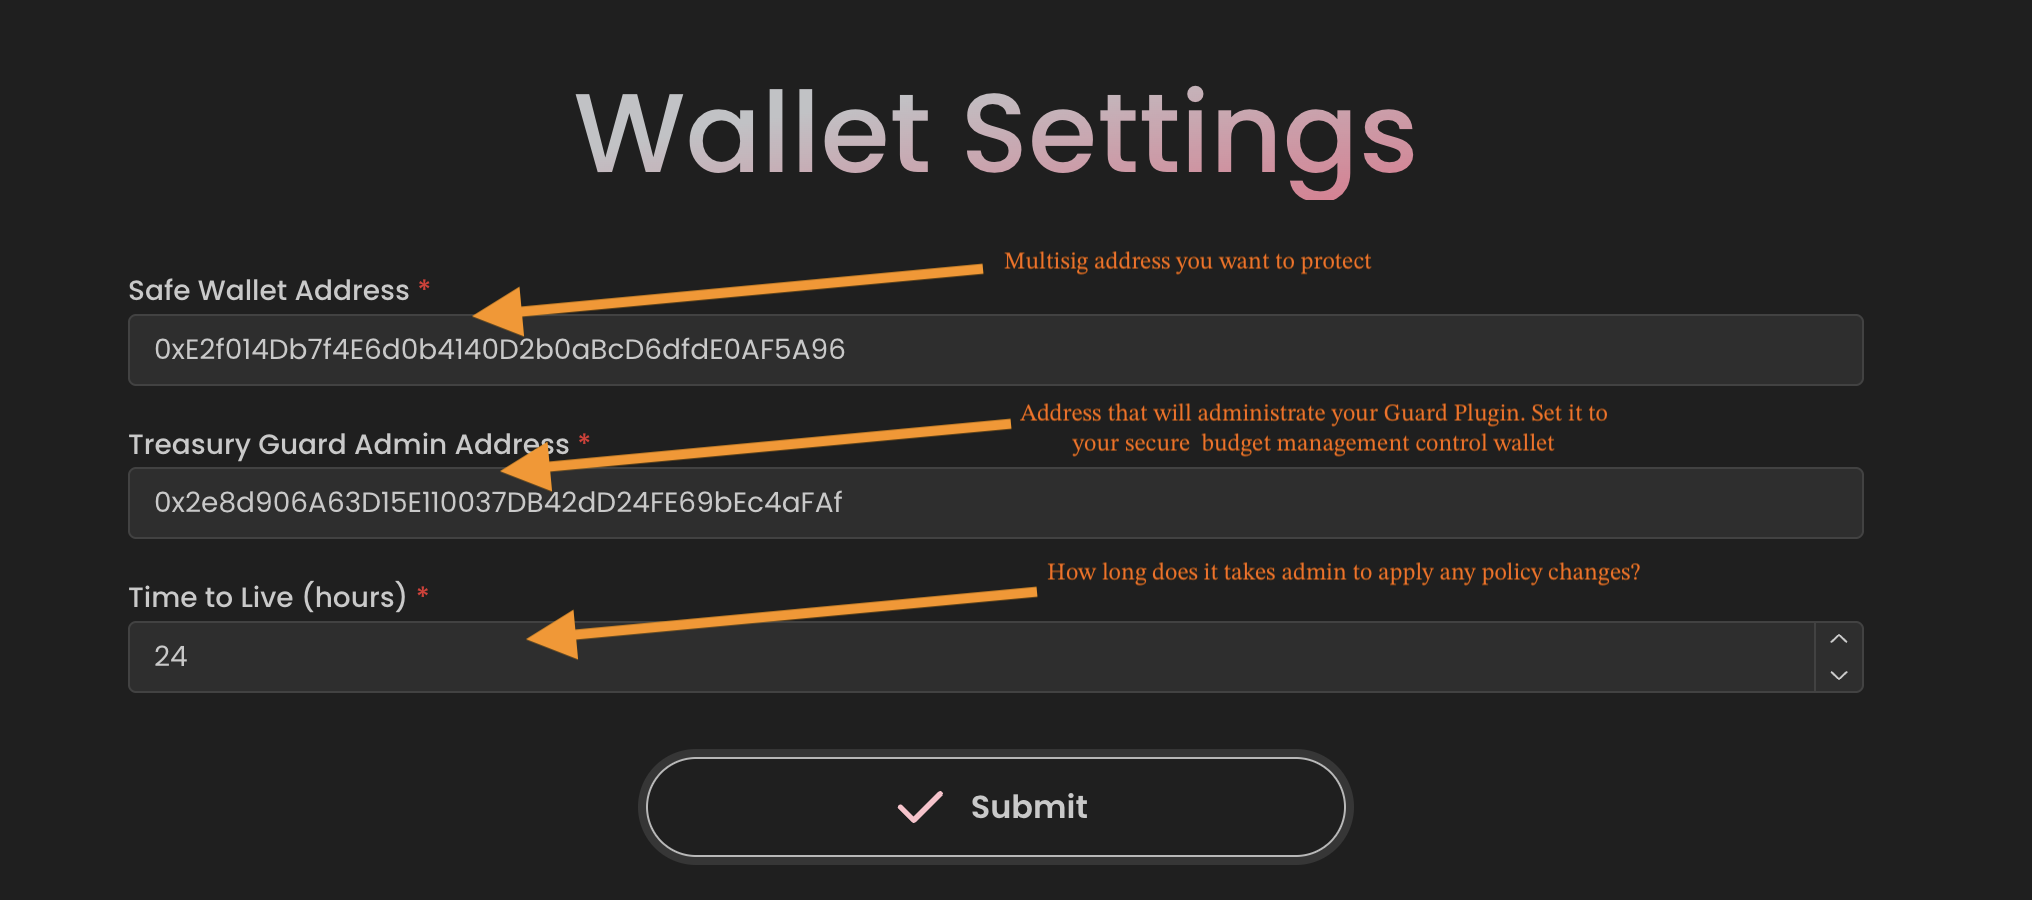 Wallet Settings
Multisig address you want to protect
Safe Wallet Address *
0xE2f014Db7f4E6d0b4140D2b0aBcD6dfdE0AF5A96
Address that will administrate your Guard Plugin. Set it to
your secure budget management control wallet
Treasury Guard Admin Address *
0x2e8d906A63D15E110037DB42dD24FE69bEc4aFAf
How long does it takes admin to apply any policy changes?
Time to Live (hours) *
24
Submit